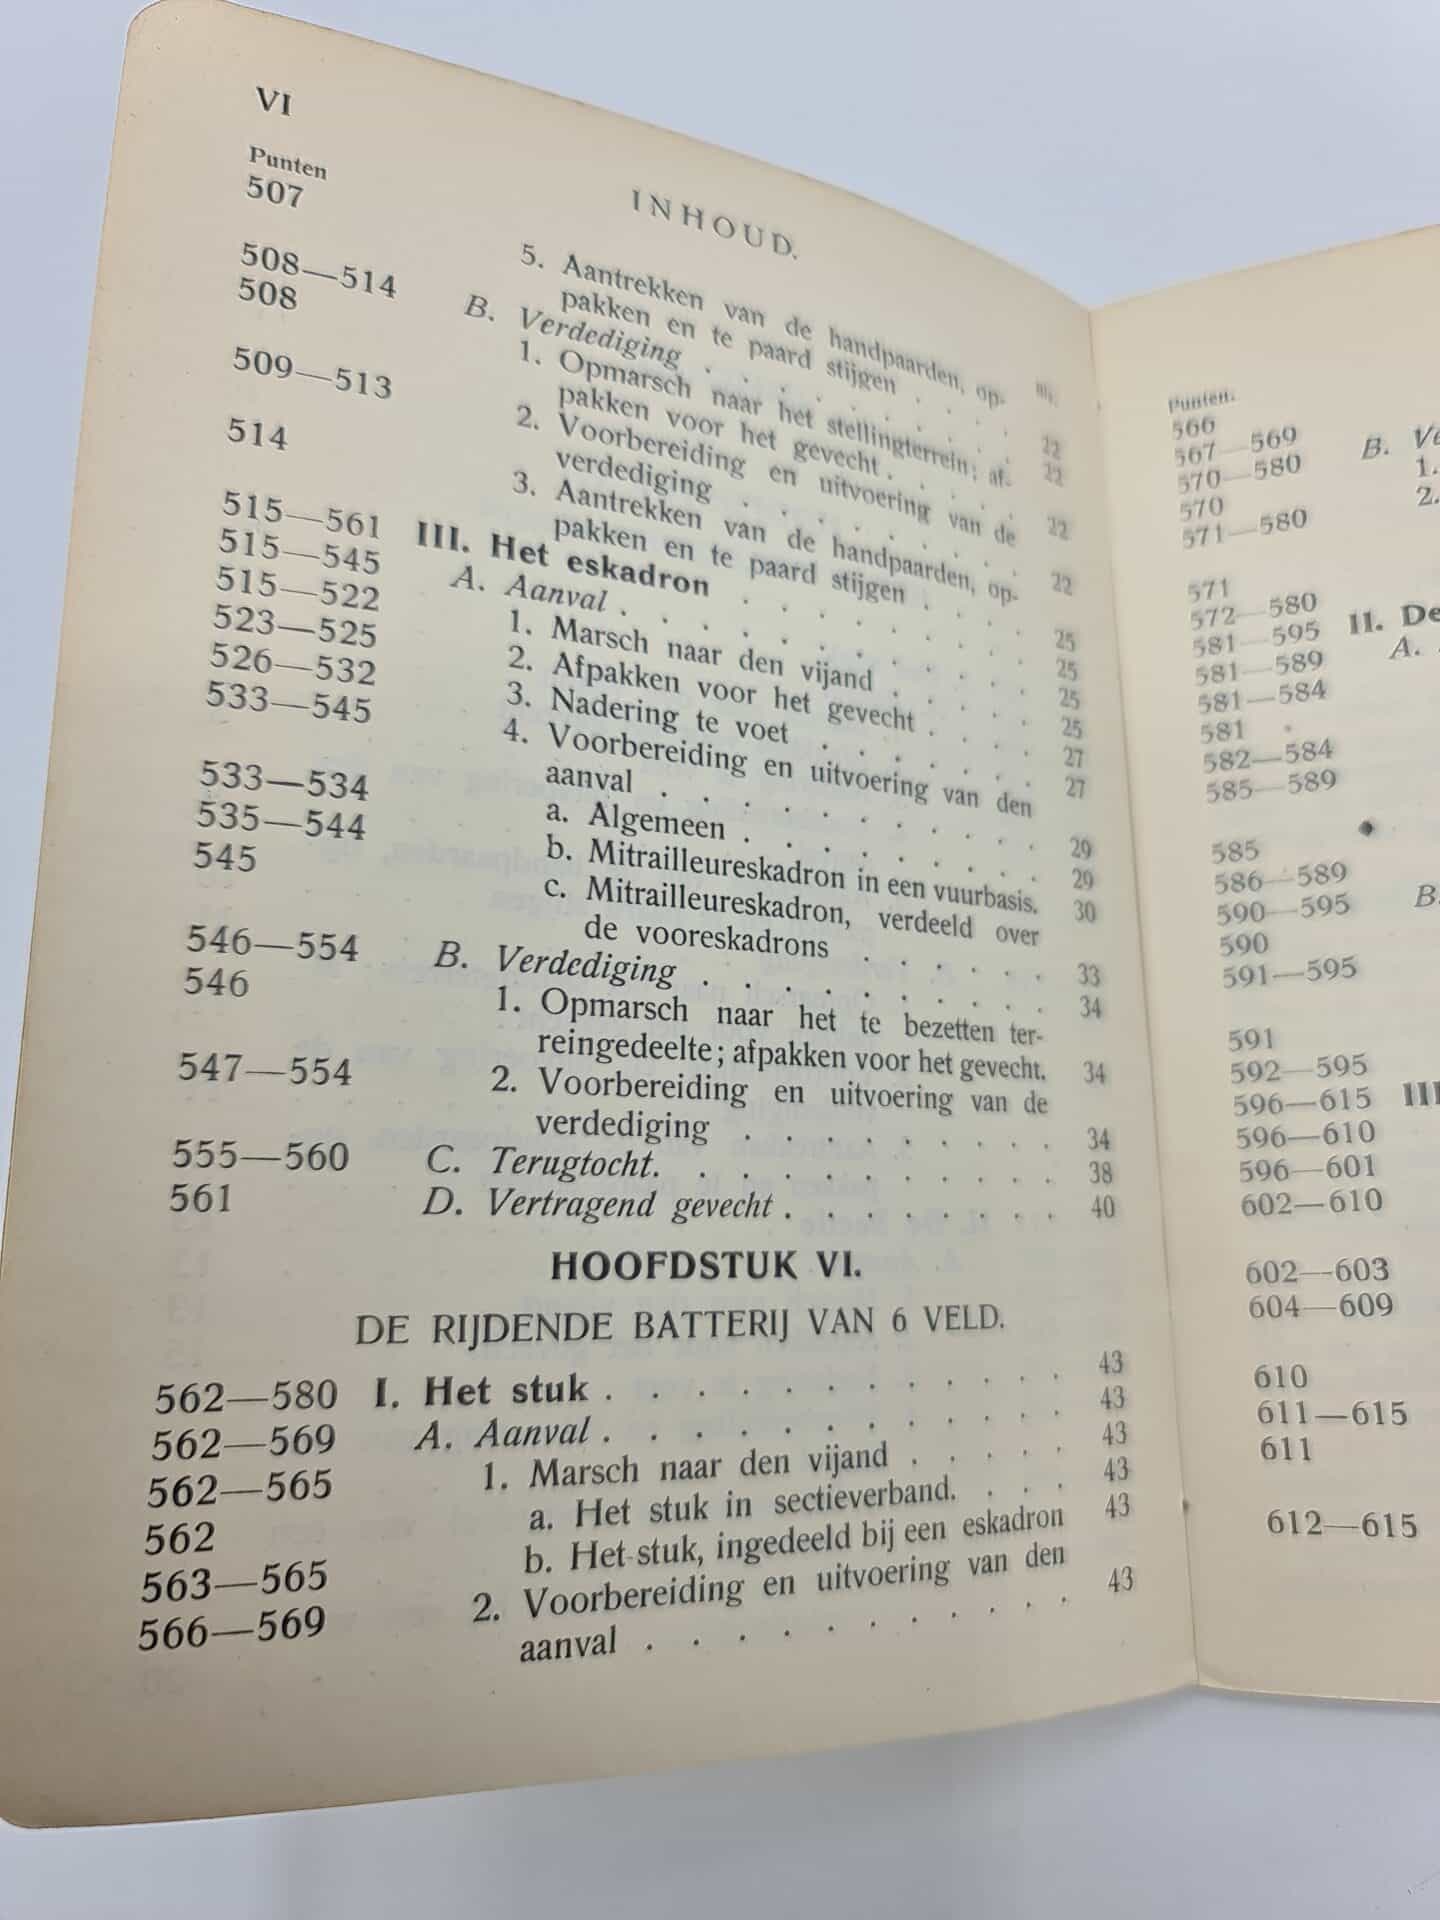 VI
INHOUD.
Punten
507 5. Aantrekken van de handpaarden, op-
pakken en te paard stijgen . . . . 22
508—514 B. Verdediging . . . . . . . . 22
508 1. Opmarsch naar het stellingterrein; af-
pakken voor het gevecht. . . . . 22
509—513 2. Voorbereiding en uitvoering van de
verdediging . . . . . . . . 22
514 3. Aantrekken van de handpaarden, op-
pakken en te paard stijgen . . . . 25
515—561 III. Het eskadron . . . . . . . . 25
515—545 A. Aanval . . . . . . . . . . 25
515—522 1. Marsch naar den vijand . . . . . 25
523—525 2. Afpakken voor het gevecht . . . . 27
526—532 3. Nadering te voet . . . . . . 27
533—545 4. Voorbereiding en uitvoering van den
aanval . . . . . . . . . 29
533—534 a. Algemeen . . . . . . . . 29
535—544 b. Mitrailleureskadron in een vuurbasis. 30
545 c. Mitrailleureskadron, verdeeld over
de vooreskadrons . . . . . . 33
546—554 B. Verdediging . . . . . . . . . 34
546 1. Opmarsch naar het te bezetten ter-
reingedeelte; afpakken voor het gevecht. 34
547—554 2. Voorbereiding en uitvoering van de
verdediging . . . . . . . . 34
555—560 C. Terugtocht. . . . . . . . . . 38
561 D. Vertragend gevecht . . . . . . . 40
HOOFDSTUK VI.
DE RIJDENDE BATTERIJ VAN 6 VELD.
562—580 I. Het stuk . . . . . . . . . . . 43
562—569 A. Aanval . . . . . . . . . . . 43
562—565 1. Marsch naar den vijand . . . . . 43
562 a. Het stuk in sectieverband. . . . 43
563—565 b. Het stuk, ingedeeld bij een eskadron 43
566—569 2. Voorbereiding en uitvoering van den
aanval . . . . . . . . . . 43
Punten.
566
567—569
570—580 B. Ve
570 1.
571—580 2.
571
572—580
581—595 II. De
581—589 A.
581—584
581
582—584
585—589
585
586—589
590—595 B.
590
591—595
591
592—595
596—615 III
596—610
596—601
602—610
602—603
604—609
610
611—615
611
612—615